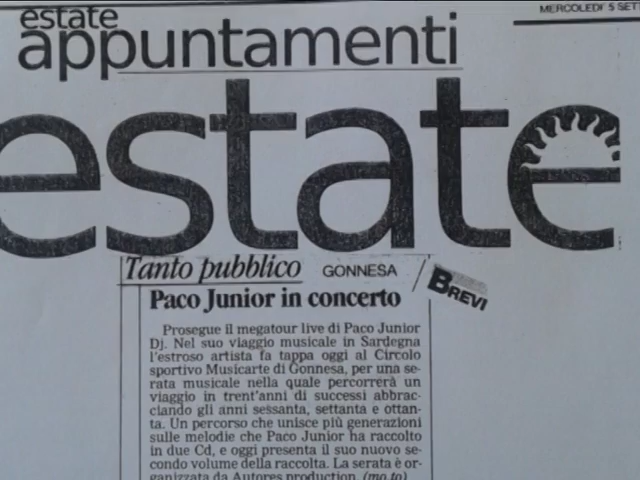 estate
appuntamenti
MERCOLEDI' 5 SET
estate
Tanto pubblico GONNESA BREVI
Paco Junior in concerto
Prosegue il megatour live di Paco Junior
Dj. Nel suo viaggio musicale in Sardegna
l'estroso artista fa tappa oggi al Circolo
sportivo Musicarte di Gonnesa, per una se-
rata musicale nella quale percorrerà un
viaggio in trent'anni di successi abbrac-
ciando gli anni sessanta, settanta e ottan-
ta. Un percorso che unisce più generazioni
sulle melodie che Paco Junior ha raccolto
in due Cd, e oggi presenta il suo nuovo se-
condo volume della raccolta. La serata è or-
ganizzata da Autores production. (mo.to)